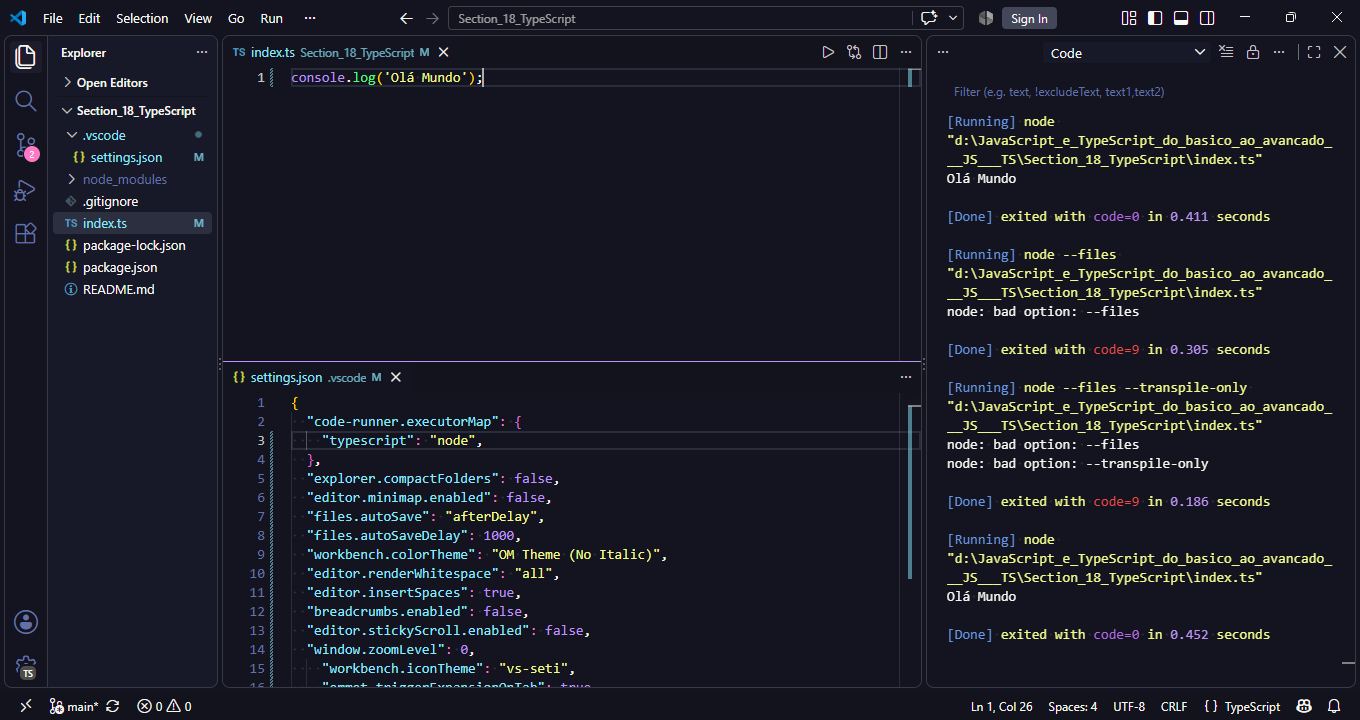 File Edit Selection View Go Run ··· Section_18_TypeScript Sign In
Explorer ···
Open Editors
Section_18_TypeScript
.vscode
{} settings.json M
node_modules
.gitignore
TS index.ts M
{} package-lock.json
{} package.json
README.md
2
TS
TS index.ts Section_18_TypeScript M
1 console.log('Olá Mundo');
{} settings.json .vscode M
1 {
2 "code-runner.executorMap": {
3 "typescript": "node",
4 },
5 "explorer.compactFolders": false,
6 "editor.minimap.enabled": false,
7 "files.autoSave": "afterDelay",
8 "files.autoSaveDelay": 1000,
9 "workbench.colorTheme": "OM Theme (No Italic)",
10 "editor.renderWhitespace": "all",
11 "editor.insertSpaces": true,
12 "breadcrumbs.enabled": false,
13 "editor.stickyScroll.enabled": false,
14 "window.zoomLevel": 0,
15 "workbench.iconTheme": "vs-seti",
16 "emmet.triggerExpansionOnTab": true,
Code
Filter (e.g. text, !excludeText, text1,text2)
[Running] node
"d:\JavaScript_e_TypeScript_do_basico_ao_avancado_
__JS___TS\Section_18_TypeScript\index.ts"
Olá Mundo
[Done] exited with code=0 in 0.411 seconds
[Running] node --files
"d:\JavaScript_e_TypeScript_do_basico_ao_avancado_
__JS___TS\Section_18_TypeScript\index.ts"
node: bad option: --files
[Done] exited with code=9 in 0.305 seconds
[Running] node --files --transpile-only
"d:\JavaScript_e_TypeScript_do_basico_ao_avancado_
__JS___TS\Section_18_TypeScript\index.ts"
node: bad option: --files
node: bad option: --transpile-only
[Done] exited with code=9 in 0.186 seconds
[Running] node
"d:\JavaScript_e_TypeScript_do_basico_ao_avancado_
__JS___TS\Section_18_TypeScript\index.ts"
Olá Mundo
[Done] exited with code=0 in 0.452 seconds
main* 0 0 Ln 1, Col 26 Spaces: 4 UTF-8 CRLF {} TypeScript